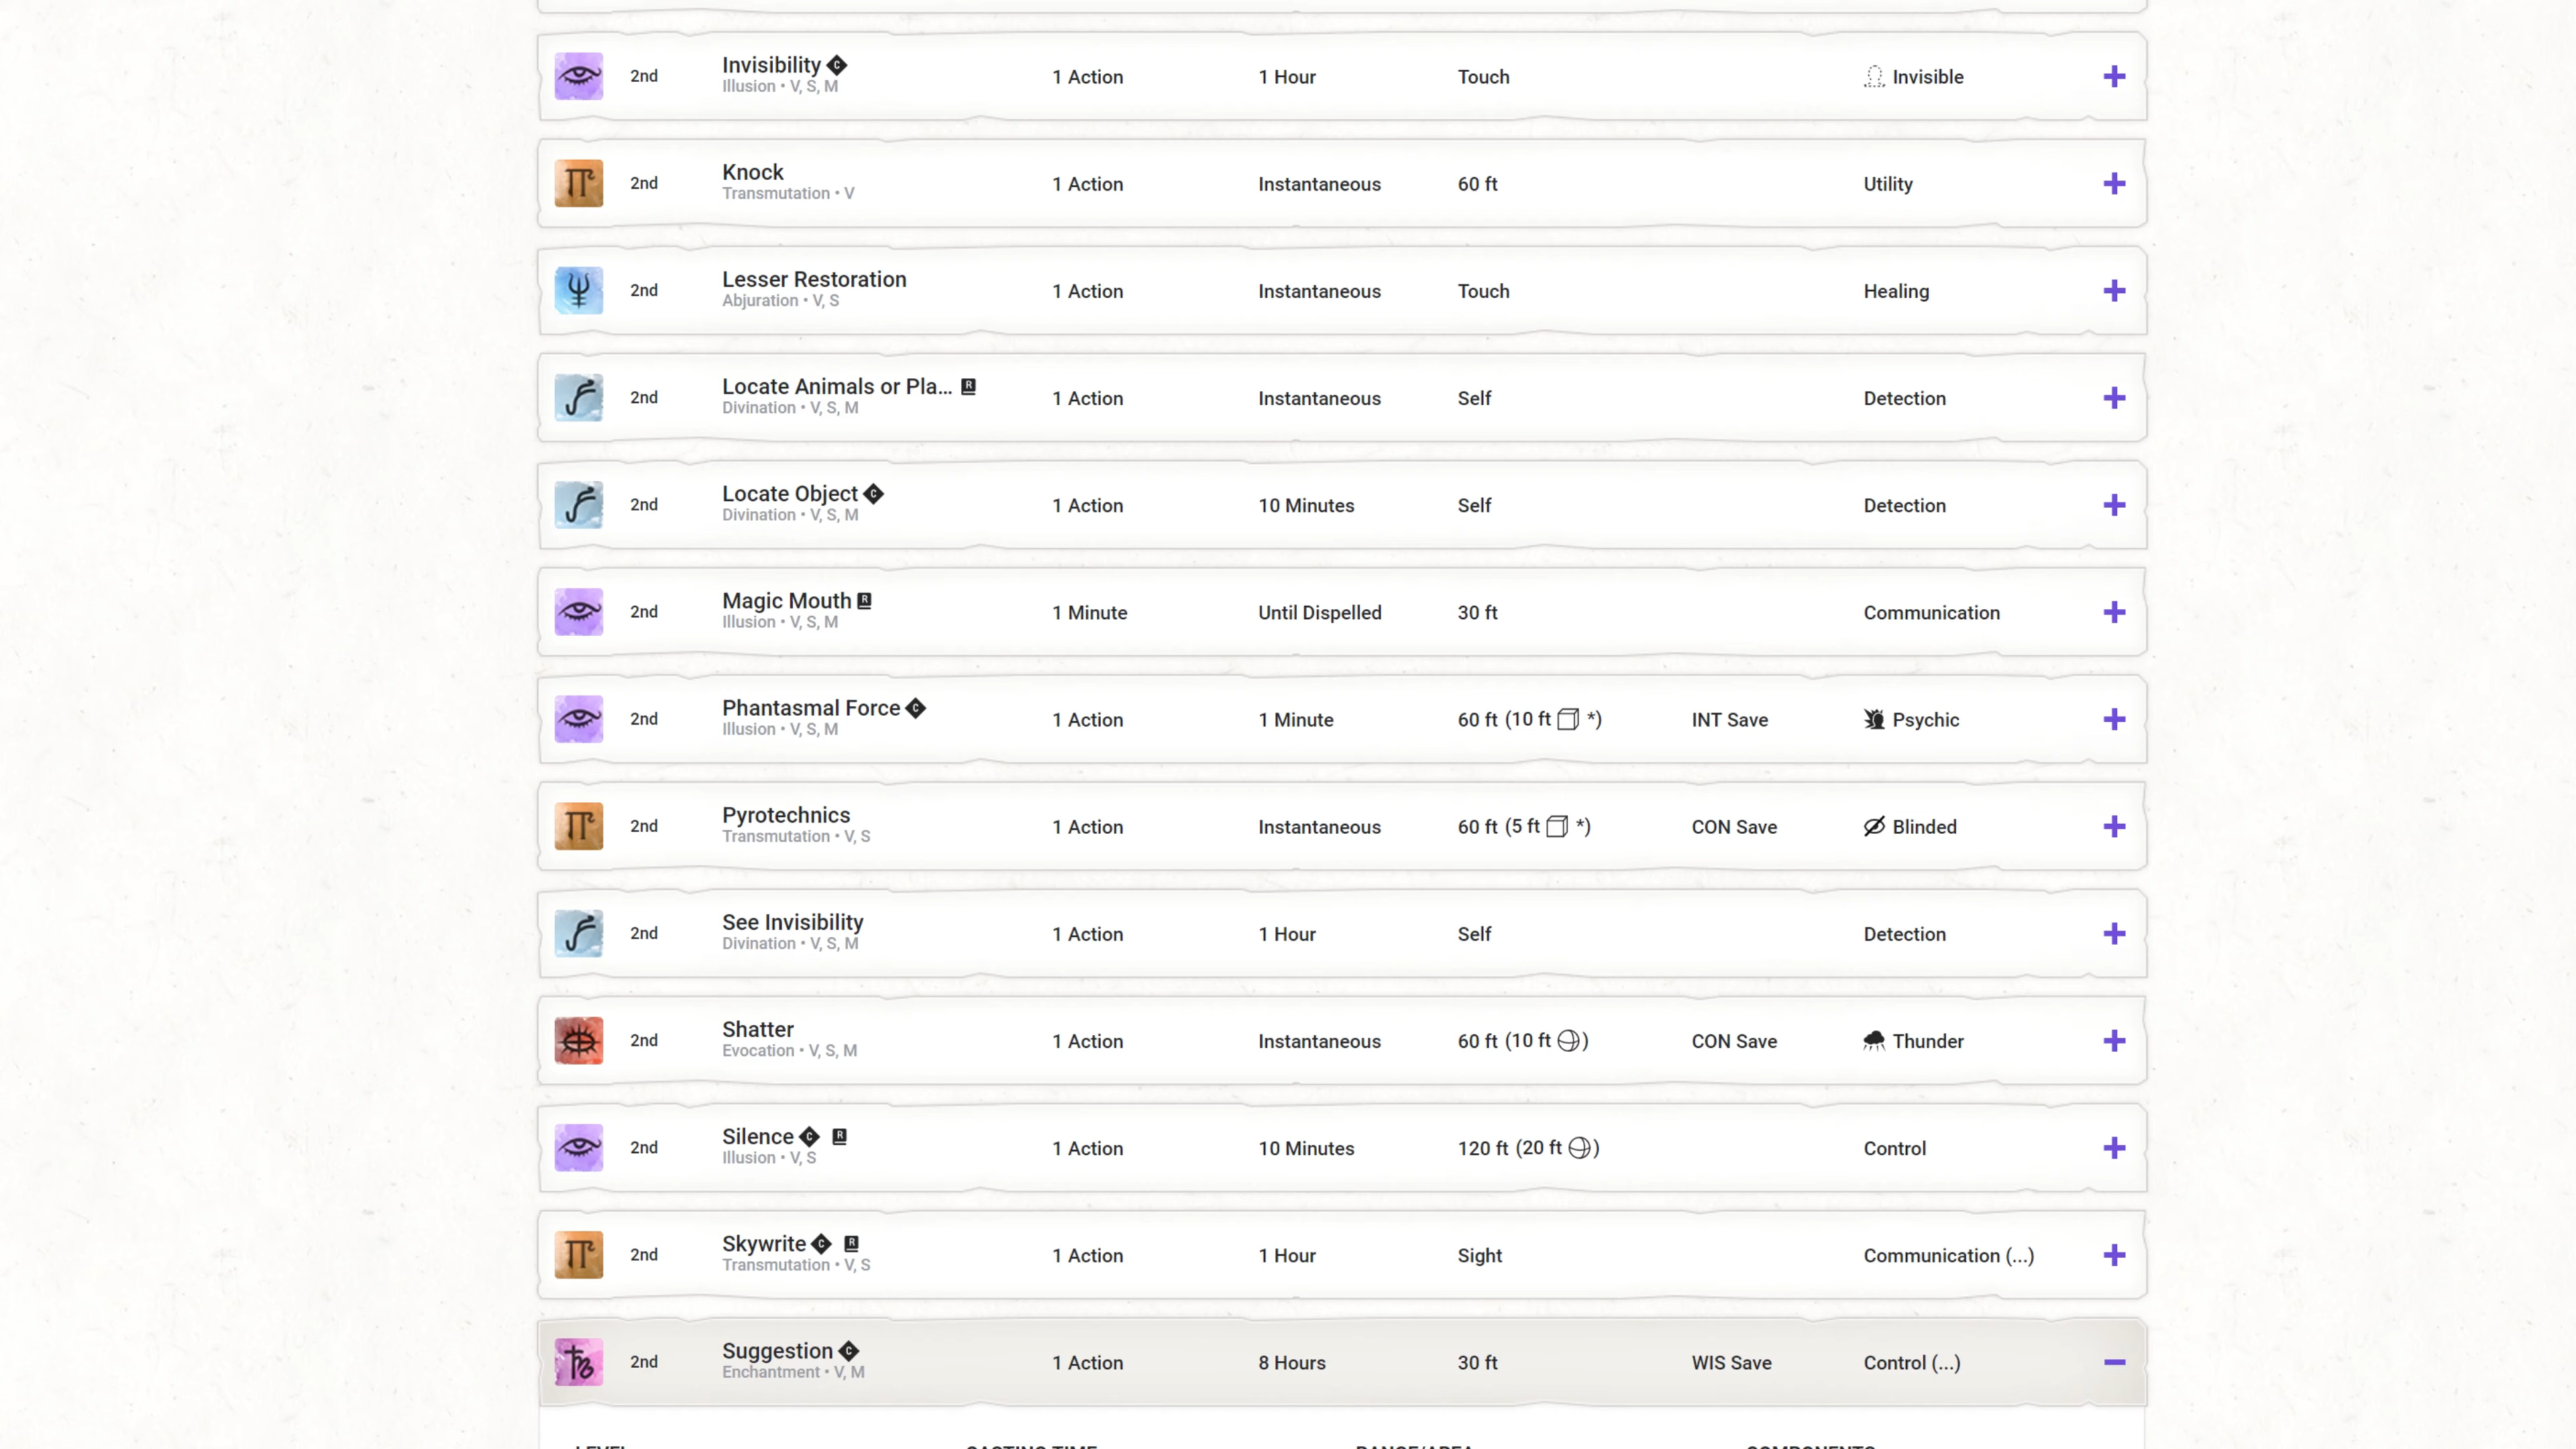 2nd Invisibility C 1 Action 1 Hour Touch Invisible
Illusion • V, S, M
2nd Knock 1 Action Instantaneous 60 ft Utility
Transmutation • V
2nd Lesser Restoration 1 Action Instantaneous Touch Healing
Abjuration • V, S
2nd Locate Animals or Pla... R 1 Action Instantaneous Self Detection
Divination • V, S, M
2nd Locate Object C 1 Action 10 Minutes Self Detection
Divination • V, S, M
2nd Magic Mouth R 1 Minute Until Dispelled 30 ft Communication
Illusion • V, S, M
2nd Phantasmal Force C 1 Action 1 Minute 60 ft (10 ft *) INT Save Psychic
Illusion • V, S, M
2nd Pyrotechnics 1 Action Instantaneous 60 ft (5 ft *) CON Save Blinded
Transmutation • V, S
2nd See Invisibility 1 Action 1 Hour Self Detection
Divination • V, S, M
2nd Shatter 1 Action Instantaneous 60 ft (10 ft ) CON Save Thunder
Evocation • V, S, M
2nd Silence C R 1 Action 10 Minutes 120 ft (20 ft ) Control
Illusion • V, S
2nd Skywrite C R 1 Action 1 Hour Sight Communication (...)
Transmutation • V, S
2nd Suggestion C 1 Action 8 Hours 30 ft WIS Save Control (...)
Enchantment • V, M
LEVEL CASTING TIME RANGE/AREA COMPONENTS